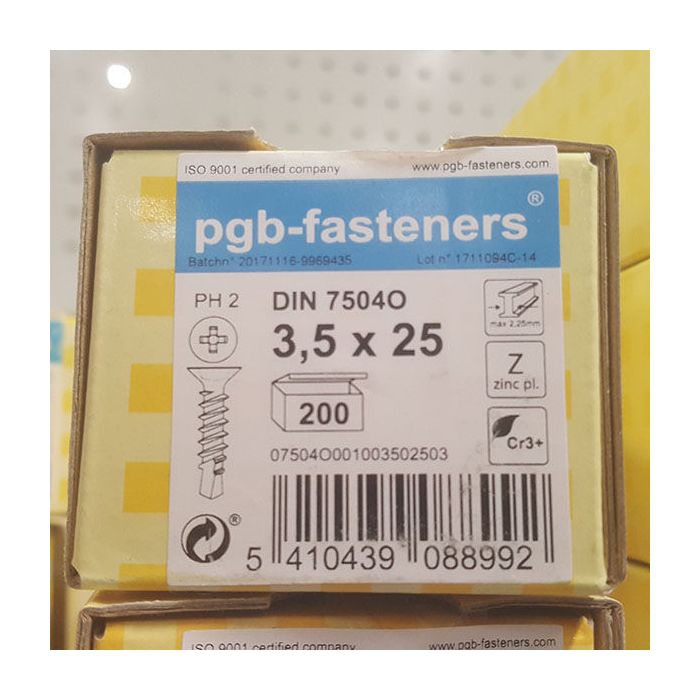 ISO 9001 certified company www.pgb-fasteners.com
pgb-fasteners®
Batchn° 20171116-9969435 Lot n° 1711094C-14
PH 2 DIN 7504O
3,5 x 25
max 2,25mm
Z
zinc pl.
200
Cr3+
07504O001003502503
®
5 410439 088992
ISO 9001 certified company www.pgb-fasteners.com